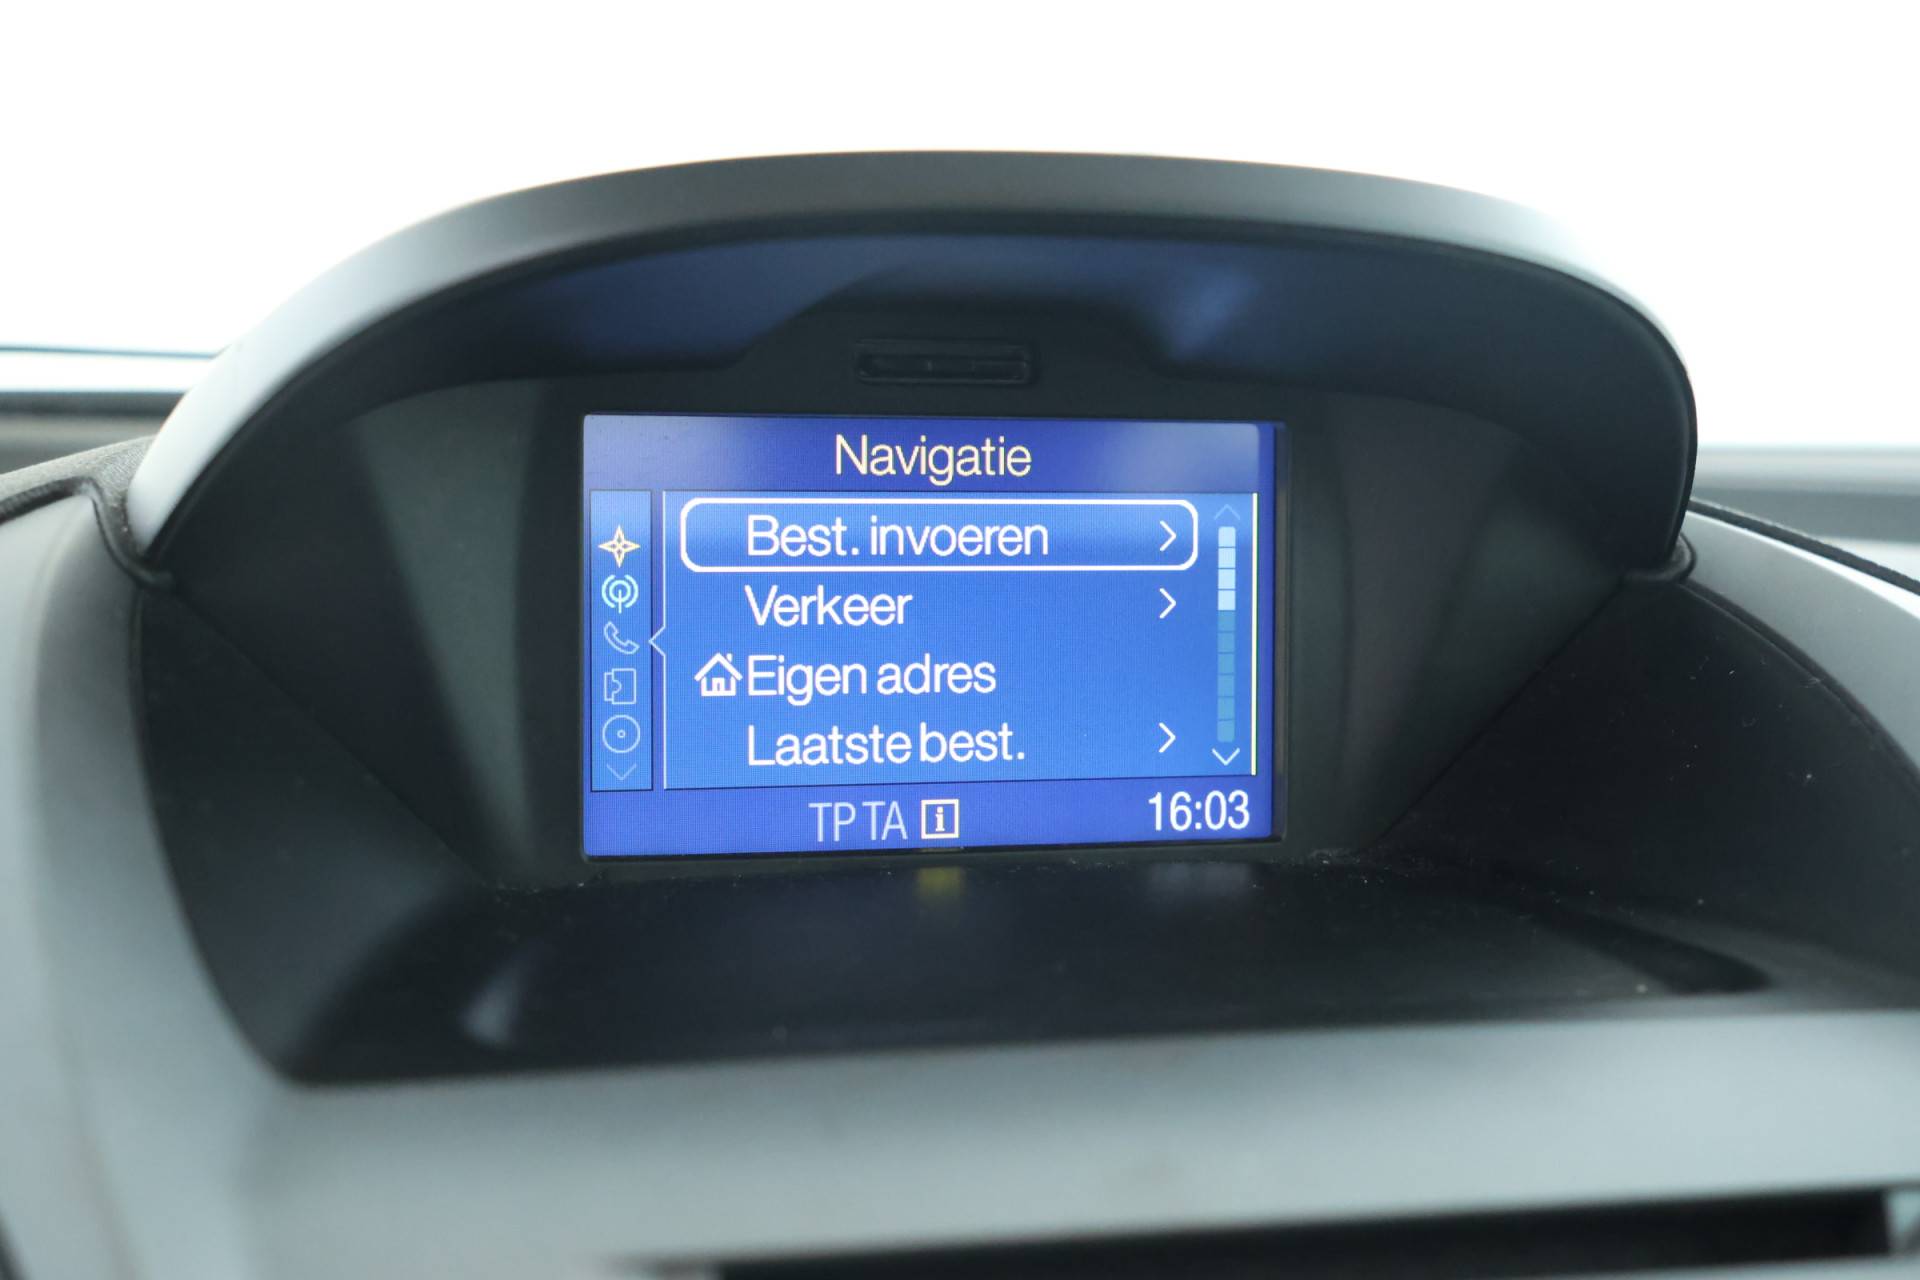 Navigatie
Best. invoeren
Verkeer
Eigen adres
Laatste best.
TP TA i 16:03